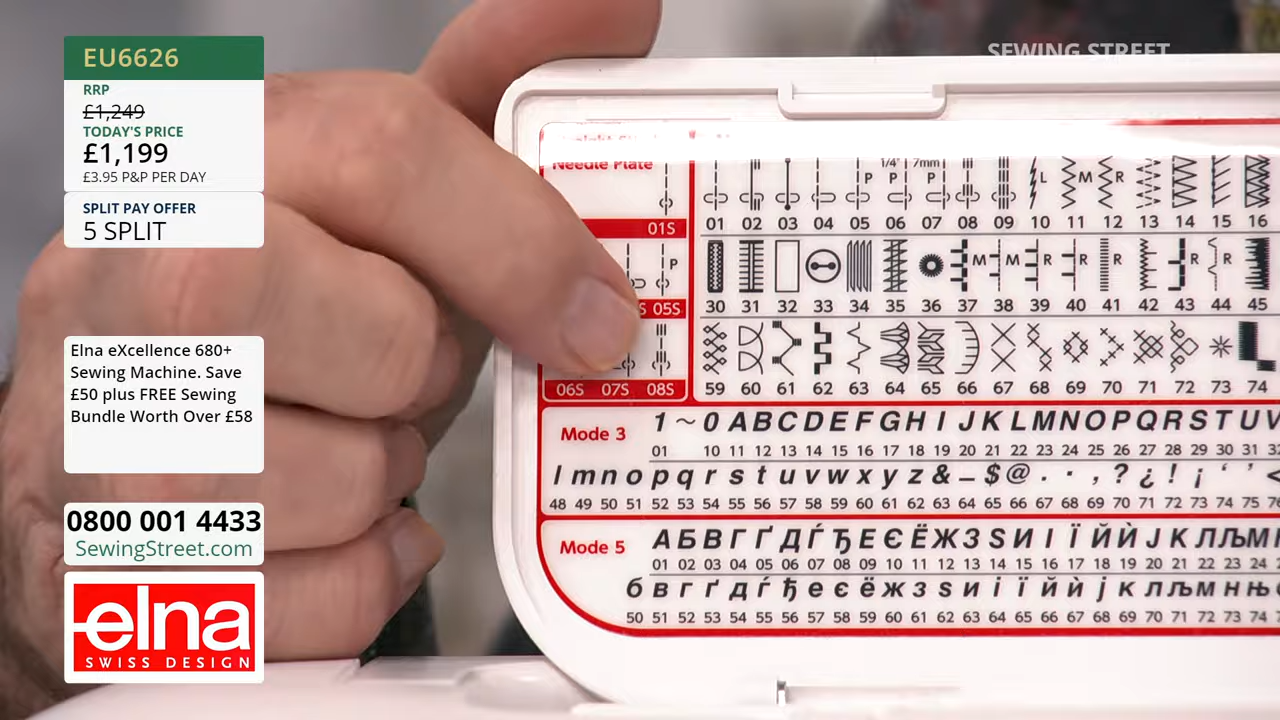 EU6626
RRP
£1,249
TODAY'S PRICE
£1,199
£3.95 P&P PER DAY
SPLIT PAY OFFER
5 SPLIT
Elna eXcellence 680+
Sewing Machine. Save
£50 plus FREE Sewing
Bundle Worth Over £58
0800 001 4433
SewingStreet.com
elna
SWISS DESIGN
SEWING STREET
Needle Plate
01S
S 05S
06S 07S 08S
1/4" 7mm
P P P L M R
01 02 03 04 05 06 07 08 09 10 11 12 13 14 15 16
P M M R R R R R
30 31 32 33 34 35 36 37 38 39 40 41 42 43 44 45
59 60 61 62 63 64 65 66 67 68 69 70 71 72 73 74
Mode 3
1 ~ 0 A B C D E F G H I J K L M N O P Q R S T U V
01 10 11 12 13 14 15 16 17 18 19 20 21 22 23 24 25 26 27 28 29 30 31 32
l m n o p q r s t u v w x y z & – $ @ . · , ? ¿ ! ¡ ‘ ’ <
48 49 50 51 52 53 54 55 56 57 58 59 60 61 62 63 64 65 66 67 68 69 70 71 72 73 74 75 76
Mode 5
А Б В Г Ґ Д Ѓ Ђ Е Є Ё Ж З Ѕ И І Ї Й Ѝ Ј К Л Љ М
01 02 03 04 05 06 07 08 09 10 11 12 13 14 15 16 17 18 19 20 21 22 23 24
б в г ґ д ѓ ђ е є ё ж з ѕ и і ї й ѝ ј к л љ м н њ
50 51 52 53 54 55 56 57 58 59 60 61 62 63 64 65 66 67 68 69 70 71 72 73 74